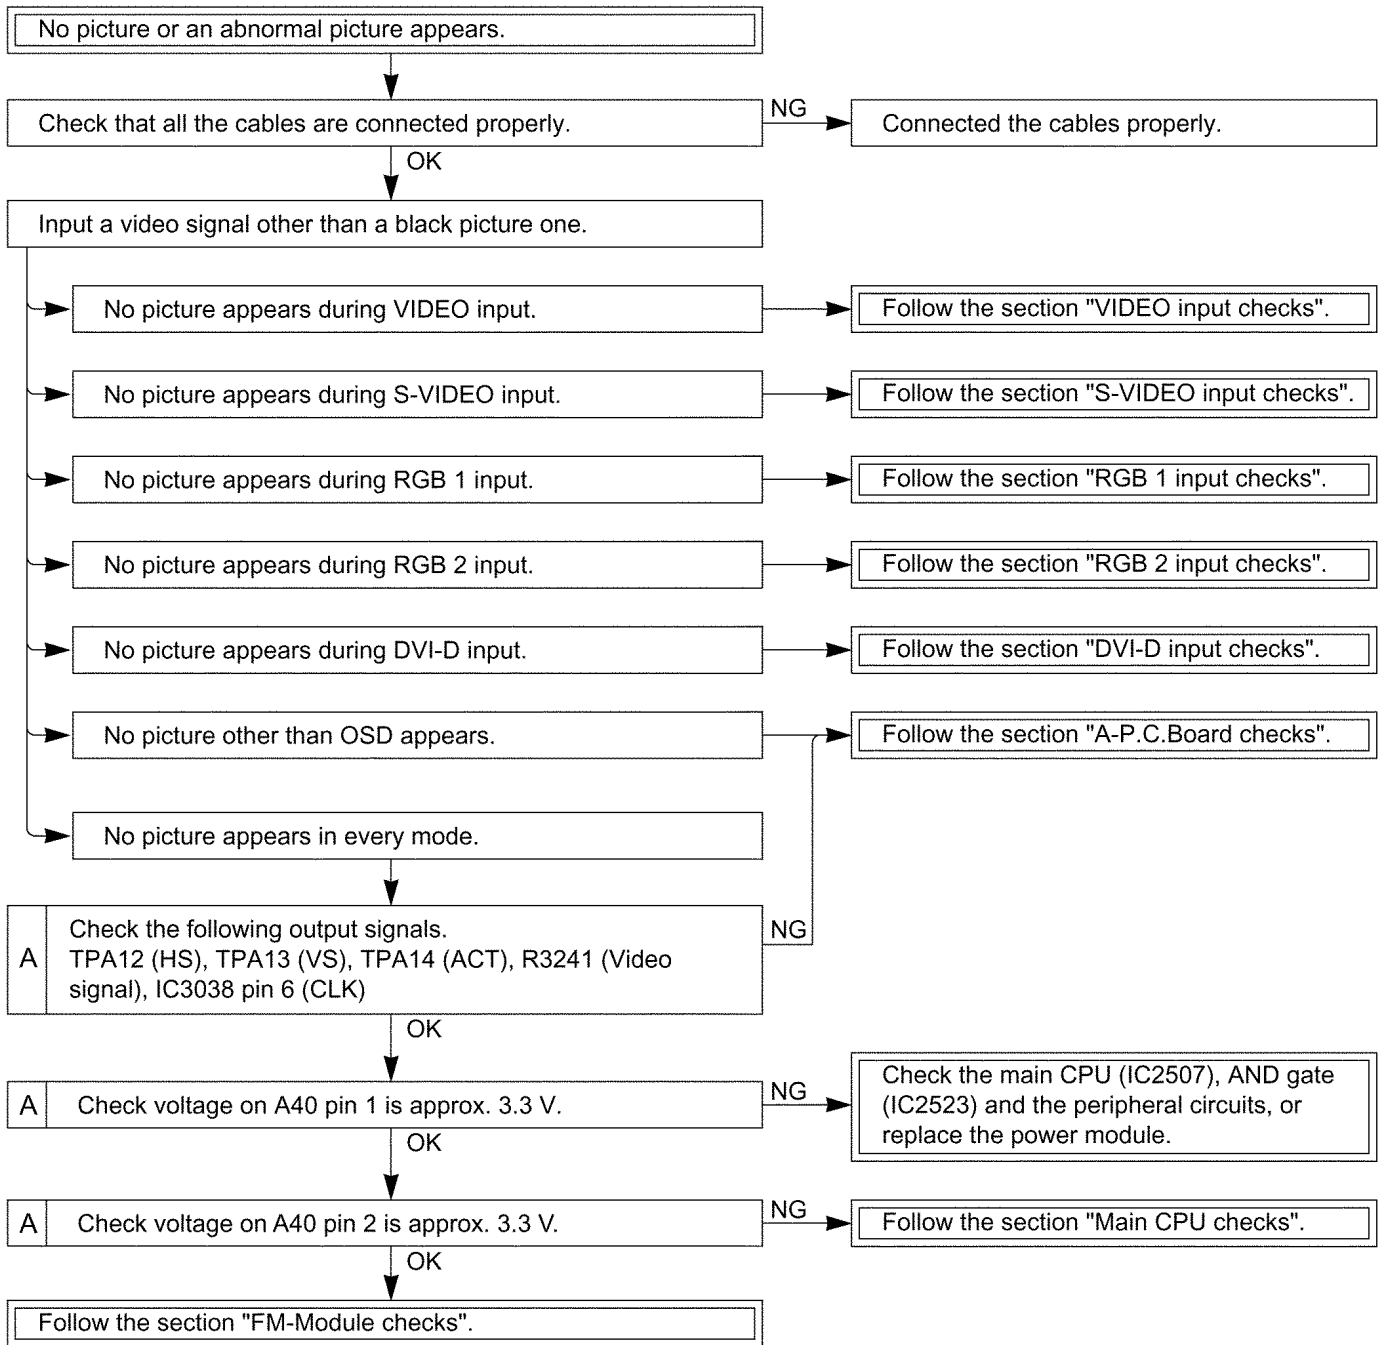 No picture or an abnormal picture appears.
Check that all the cables are connected properly.
NG
Connected the cables properly.
OK
Input a video signal other than a black picture one.
No picture appears during VIDEO input.
Follow the section "VIDEO input checks".
No picture appears during S-VIDEO input.
Follow the section "S-VIDEO input checks".
No picture appears during RGB 1 input.
Follow the section "RGB 1 input checks".
No picture appears during RGB 2 input.
Follow the section "RGB 2 input checks".
No picture appears during DVI-D input.
Follow the section "DVI-D input checks".
No picture other than OSD appears.
Follow the section "A-P.C.Board checks".
No picture appears in every mode.
A
Check the following output signals.
TPA12 (HS), TPA13 (VS), TPA14 (ACT), R3241 (Video
signal), IC3038 pin 6 (CLK)
NG
OK
A
Check voltage on A40 pin 1 is approx. 3.3 V.
NG
Check the main CPU (IC2507), AND gate
(IC2523) and the peripheral circuits, or
replace the power module.
OK
A
Check voltage on A40 pin 2 is approx. 3.3 V.
NG
Follow the section "Main CPU checks".
OK
Follow the section "FM-Module checks".